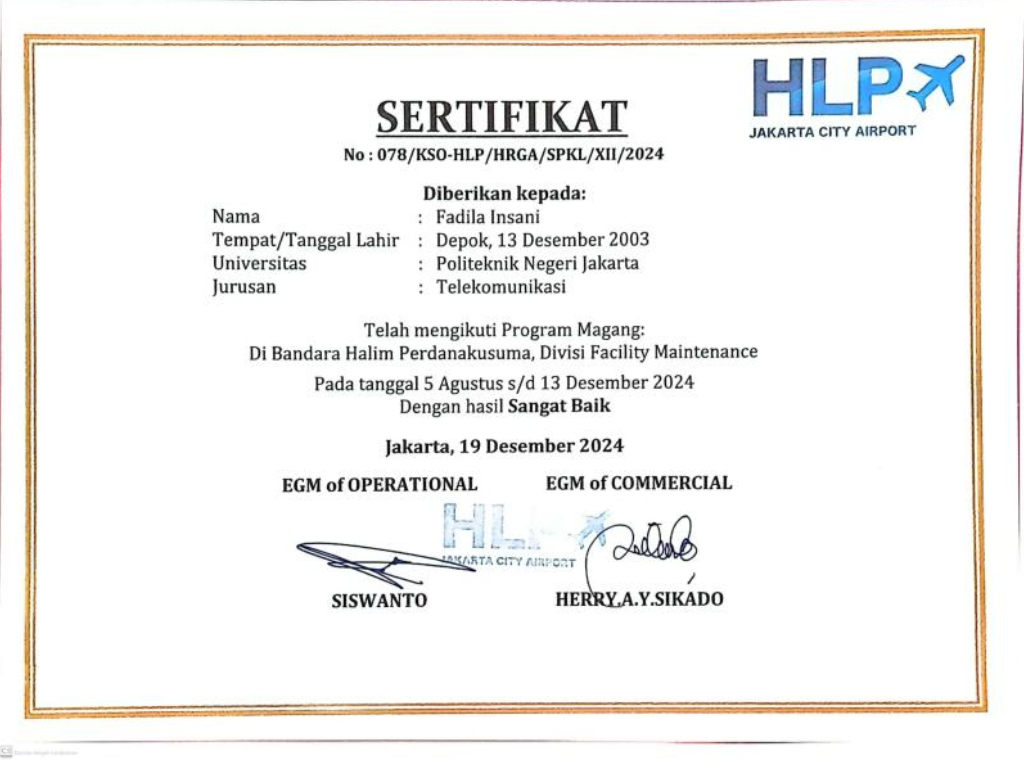 HLP
JAKARTA CITY AIRPORT
SERTIFIKAT
No : 078/KSO-HLP/HRGA/SPKL/XII/2024
Diberikan kepada:
Nama : Fadila Insani
Tempat/Tanggal Lahir : Depok, 13 Desember 2003
Universitas : Politeknik Negeri Jakarta
Jurusan : Telekomunikasi
Telah mengikuti Program Magang:
Di Bandara Halim Perdanakusuma, Divisi Facility Maintenance
Pada tanggal 5 Agustus s/d 13 Desember 2024
Dengan hasil Sangat Baik
Jakarta, 19 Desember 2024
EGM of OPERATIONAL EGM of COMMERCIAL
HLP
JAKARTA CITY AIRPORT
SISWANTO HERRY.A.Y.SIKADO
CS